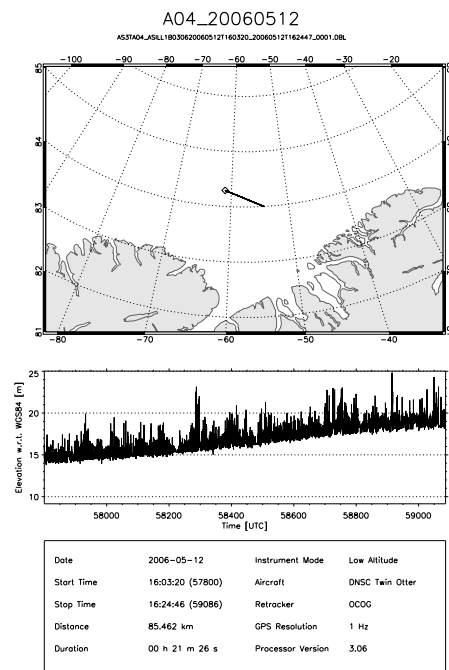 A04_20060512
AS3TA04_ASILL1B030620060512T160320_20060512T162447_0001.DBL
-100 -90 -80 -70 -60 -50 -40 -30 -20 -10
85
84
83
82
81
-80 -70 -60 -50 -40
Elevation w.r.t. WGS84 [m]
25
20
15
10
58000 58200 58400 58600 58800 59000
Time [UTC]
Date 2006-05-12 Instrument Mode Low Altitude
Start Time 16:03:20 (57800) Aircraft DNSC Twin Otter
Stop Time 16:24:46 (59086) Retracker OCOG
Distance 85.462 km GPS Resolution 1 Hz
Duration 00 h 21 m 26 s Processor Version 3.06